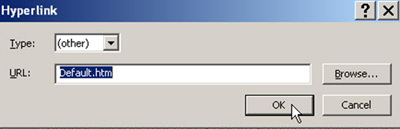 Hyperlink
Type: (other)
URL: Default.htm Browse...
OK Cancel